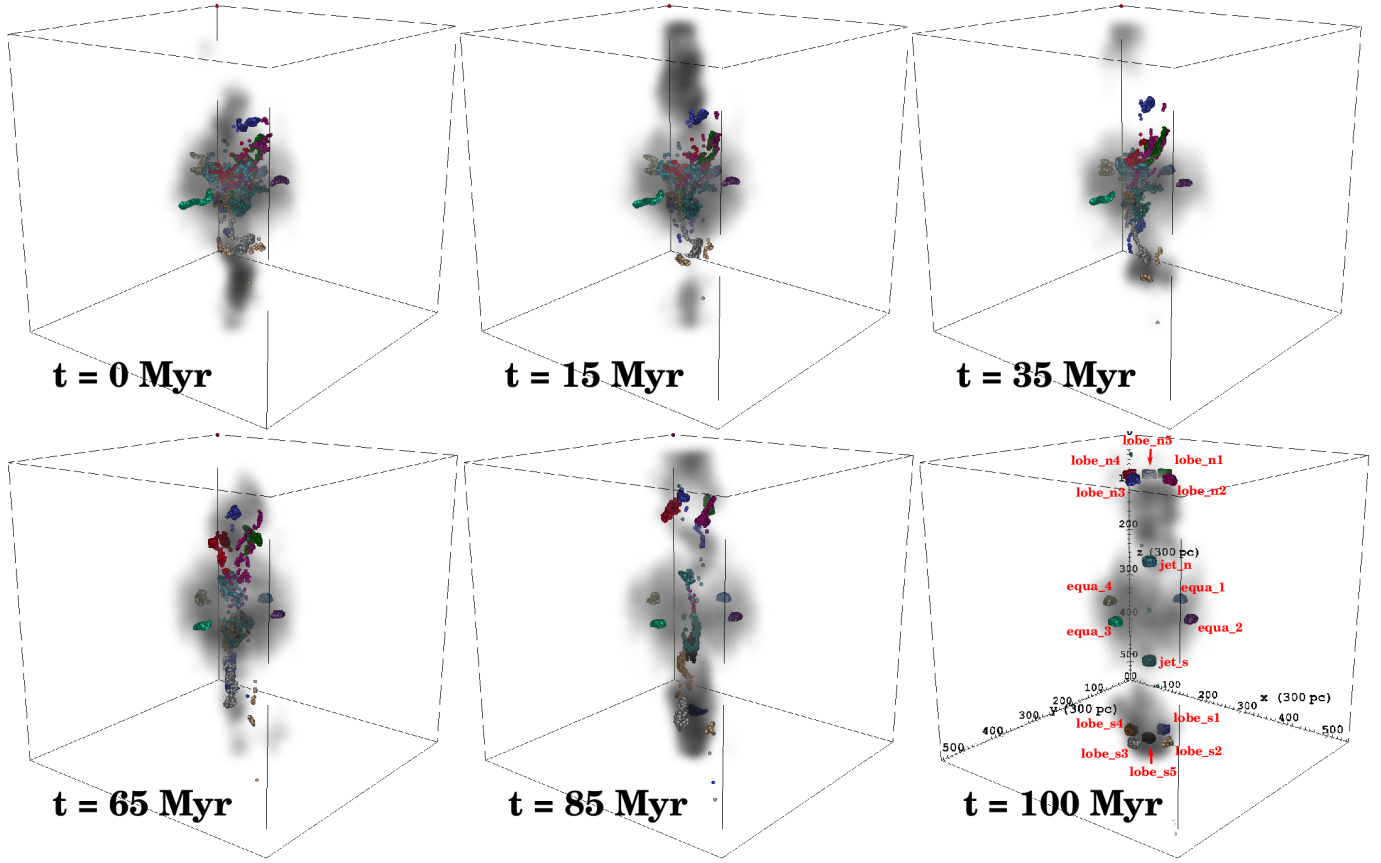 t = 0 Myr
t = 15 Myr
t = 35 Myr
t = 65 Myr
t = 85 Myr
lobe_n5
lobe_n4
lobe_n1
lobe_n3
lobe_n2
200
z (300 pc)
300
jet_n
equa_4
equa_1
400
equa_3
equa_2
500
jet_s
100
100
200
200
x (300 pc)
y (300 pc)
300
300
400
400
500
500
lobe_s4
lobe_s1
lobe_s3
lobe_s2
lobe_s5
t = 100 Myr